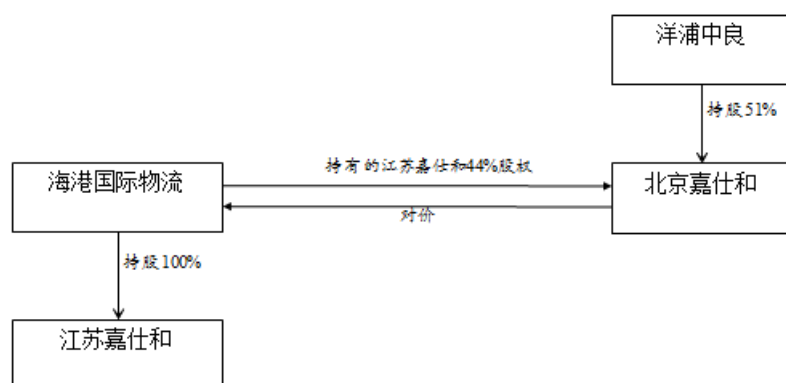 洋浦中良
持股51%
持有的江苏嘉仕和44%股权
海港国际物流
北京嘉仕和
对价
持股100%
江苏嘉仕和